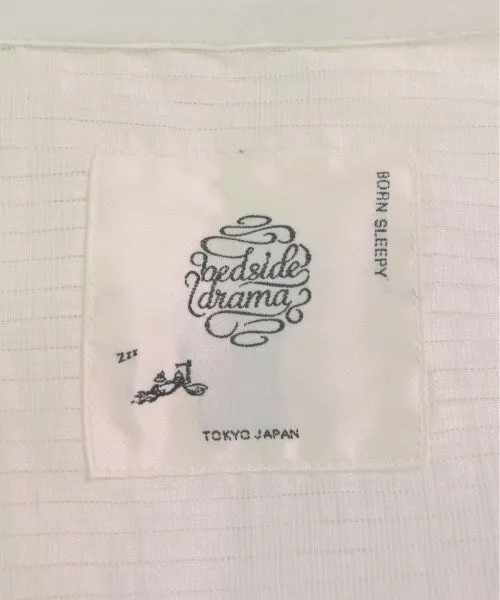 BORN SLEEPY
bedside
drama
zzz
TOKYO JAPAN